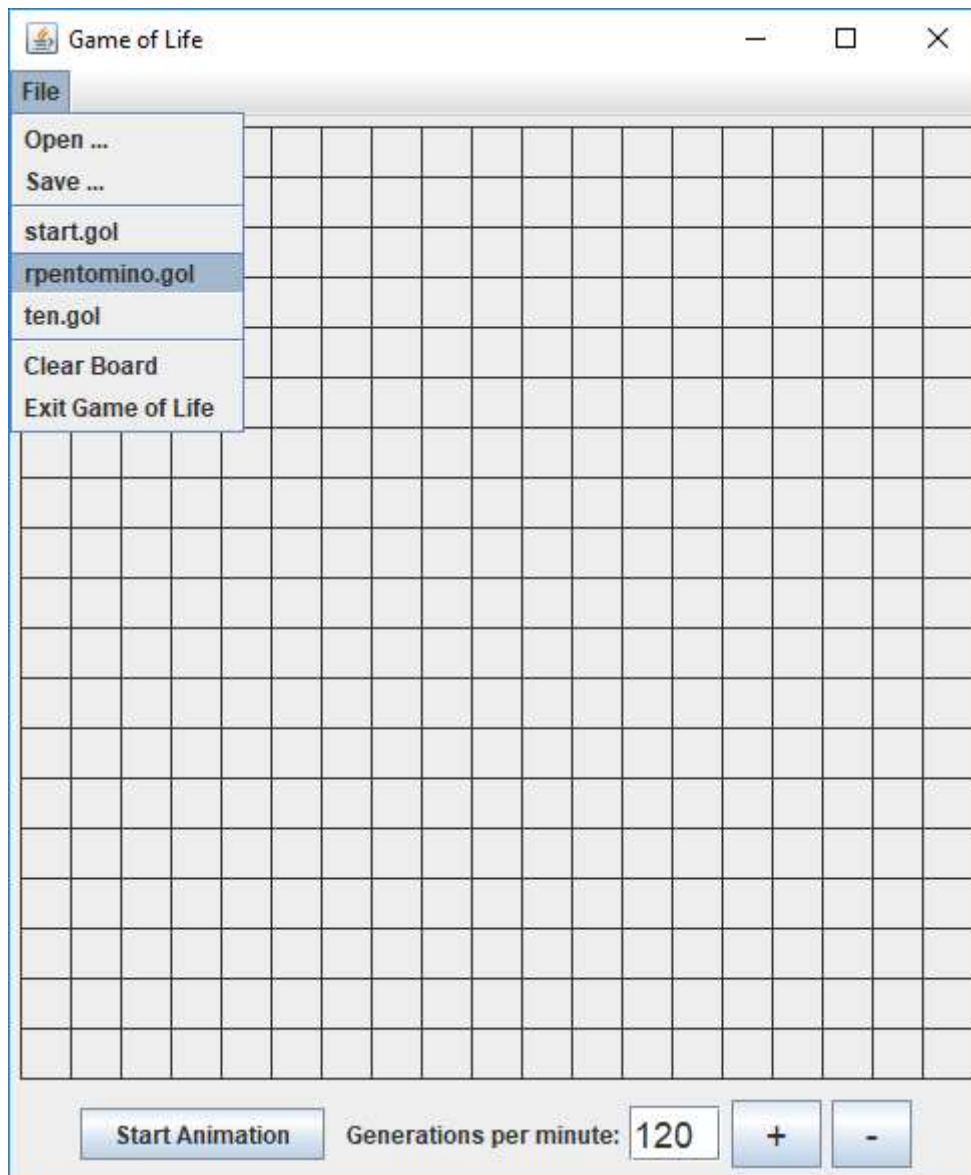 Game of Life
File
Open ...
Save ...
start.gol
rpentomino.gol
ten.gol
Clear Board
Exit Game of Life
Start Animation Generations per minute: 120 + -